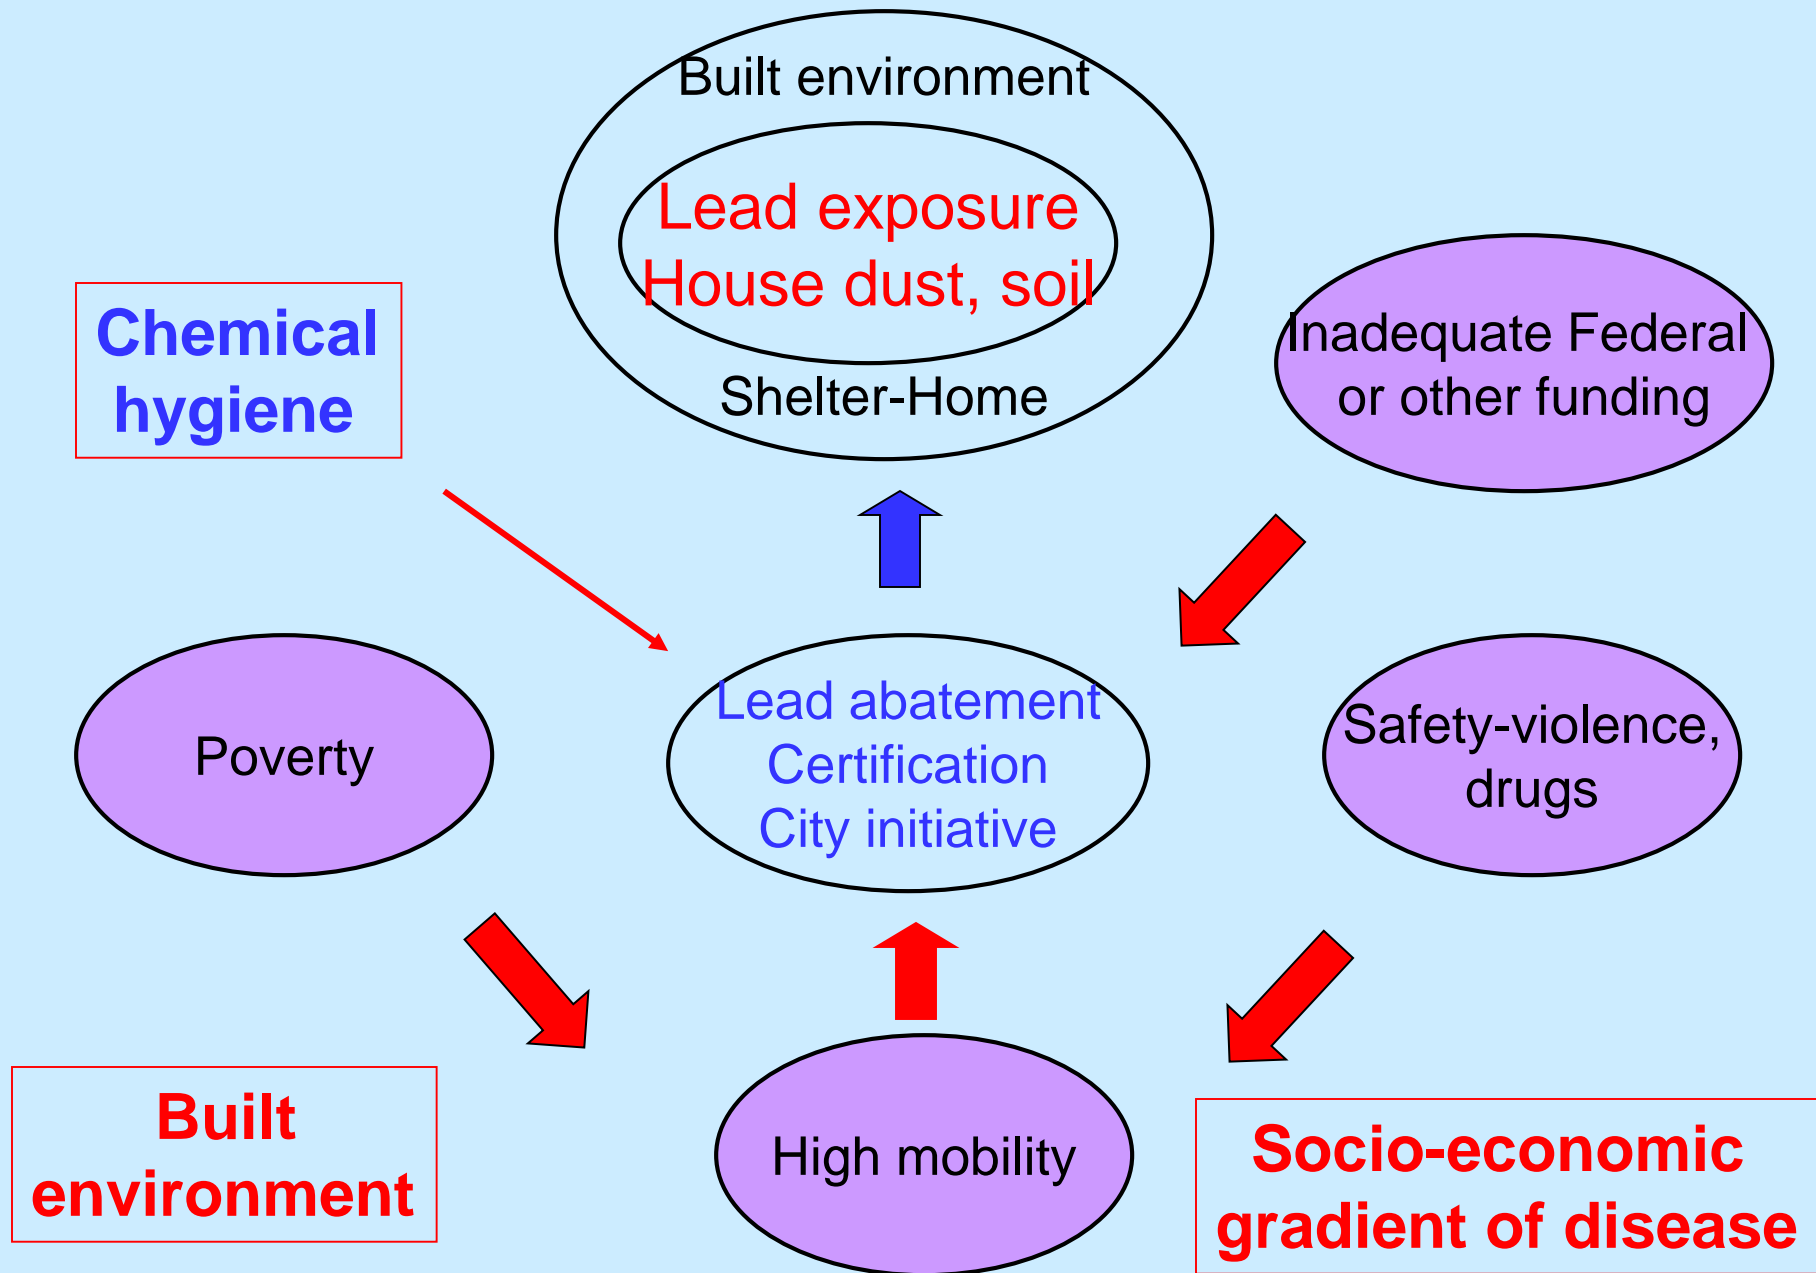 Built environment
Lead exposure
House dust, soil
Shelter-Home
Chemical
hygiene
Inadequate Federal
or other funding
Poverty
Lead abatement
Certification
City initiative
Safety-violence,
drugs
Built
environment
High mobility
Socio-economic
gradient of disease